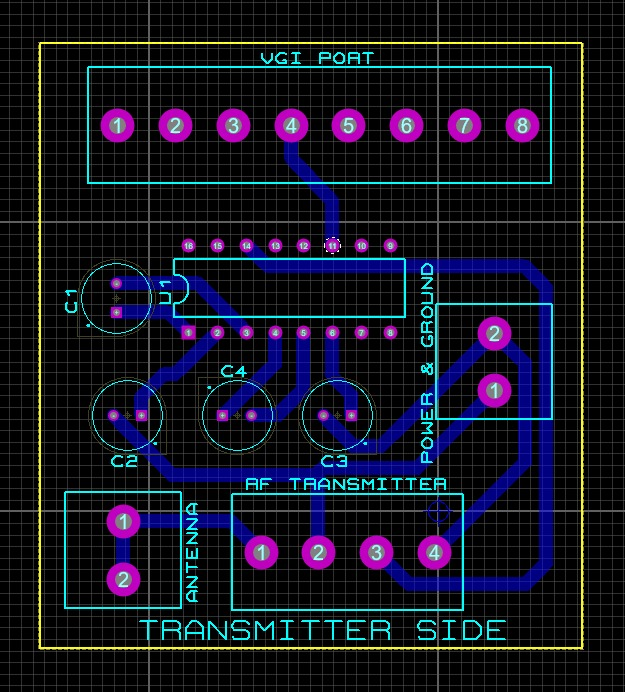 VGI PORT
1 2 3 4 5 6 7 8
16 15 14 13 12 11 10 9
C1
U1
1 2 3 4 5 6 7 8
POWER & GROUND
2
1
C4
C2
C3
RF TRANSMITTER
1 2 3 4
ANTENNA
1
2
TRANSMITTER SIDE